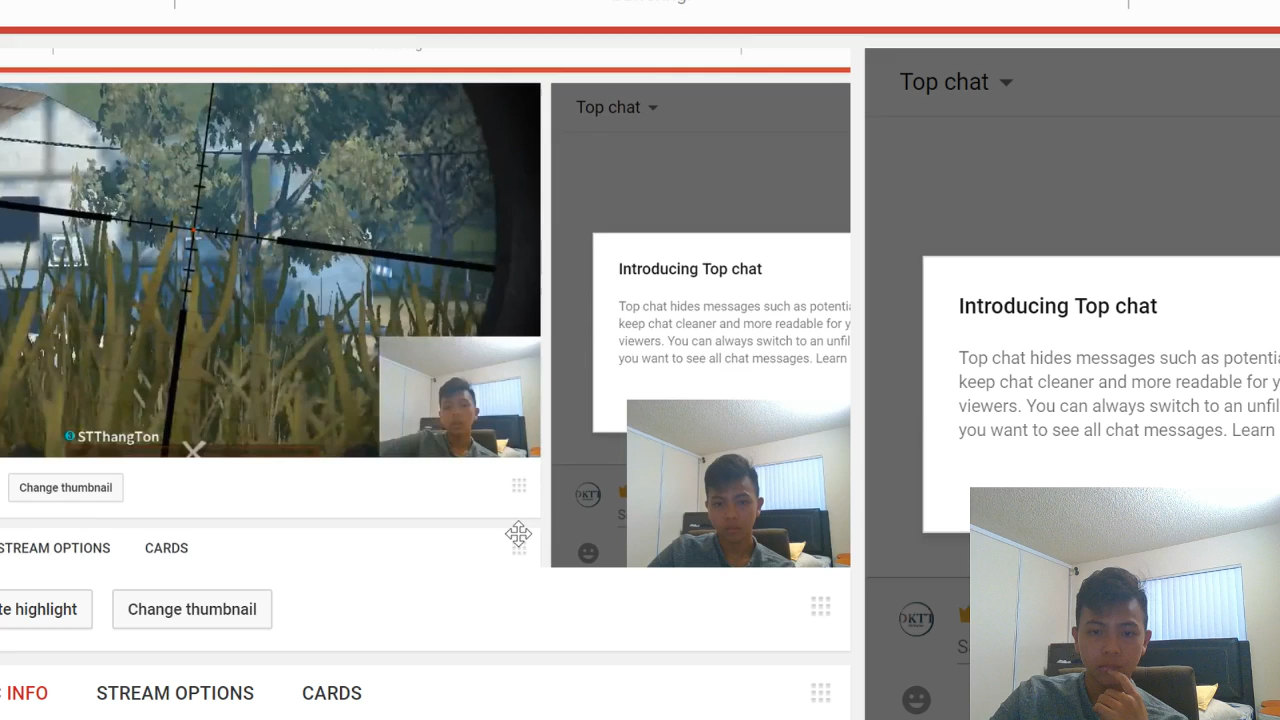 Top chat
Top chat
Introducing Top chat
Top chat hides messages such as potentia
keep chat cleaner and more readable for y
viewers. You can always switch to an unfil
you want to see all chat messages. Learn
Introducing Top chat
Top chat hides messages such as potentia
keep chat cleaner and more readable for y
viewers. You can always switch to an unfil
you want to see all chat messages. Learn
3 STThangTon
Change thumbnail
DKTT
STREAM OPTIONS CARDS
te highlight
Change thumbnail
DKTT
INFO STREAM OPTIONS CARDS